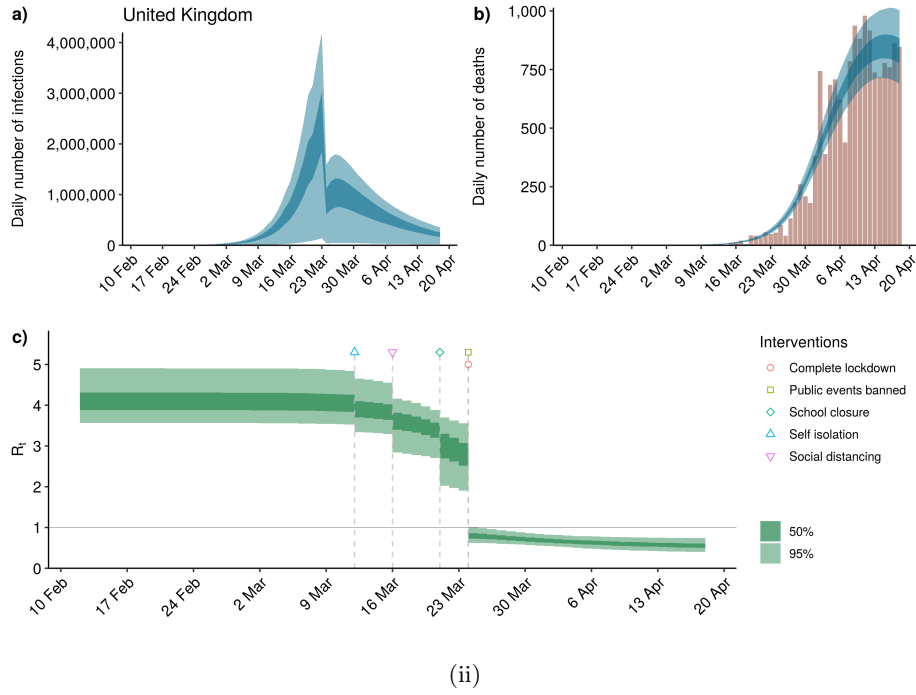 a)
United Kingdom
Daily number of infections
4,000,000
3,000,000
2,000,000
1,000,000
0
10 Feb
17 Feb
24 Feb
2 Mar
9 Mar
16 Mar
23 Mar
30 Mar
6 Apr
13 Apr
20 Apr
b)
Daily number of deaths
1,000
750
500
250
0
10 Feb
17 Feb
24 Feb
2 Mar
9 Mar
16 Mar
23 Mar
30 Mar
6 Apr
13 Apr
20 Apr
c)
Rt
5
4
3
2
1
0
10 Feb
17 Feb
24 Feb
2 Mar
9 Mar
16 Mar
23 Mar
30 Mar
6 Apr
13 Apr
20 Apr
Interventions
Complete lockdown
Public events banned
School closure
Self isolation
Social distancing
50%
95%
(ii)